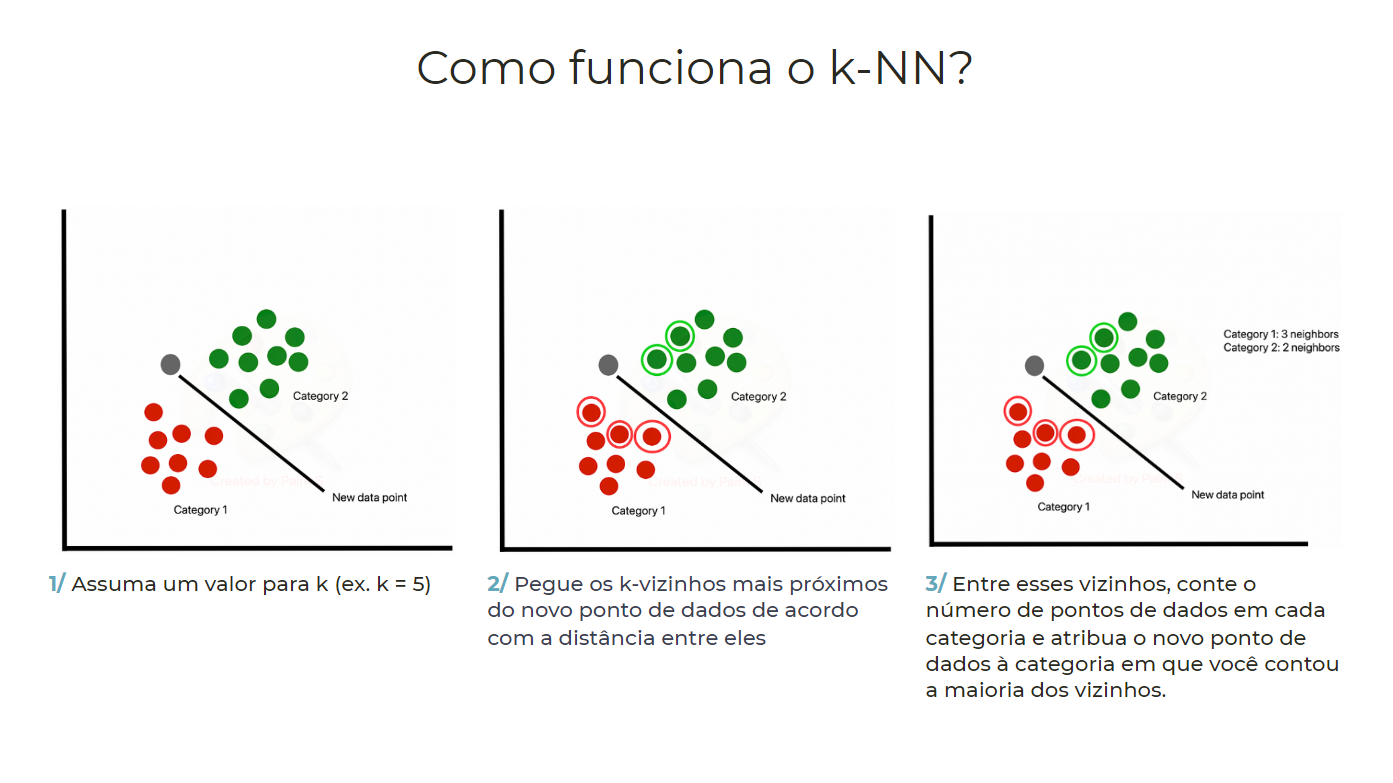 Como funciona o k-NN?
Category 2
New data point
Category 1
1/ Assuma um valor para k (ex. k = 5)
Category 2
New data point
Category 1
2/ Pegue os k-vizinhos mais próximos
do novo ponto de dados de acordo
com a distância entre eles
Category 1: 3 neighbors
Category 2: 2 neighbors
Category 2
New data point
Category 1
3/ Entre esses vizinhos, conte o
número de pontos de dados em cada
categoria e atribua o novo ponto de
dados à categoria em que você contou
a maioria dos vizinhos.